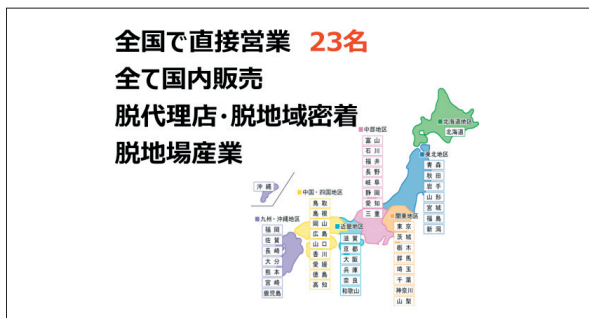 全国で直接営業 23名
全て国内販売
脱代理店・脱地域密着
脱地場産業
■北海道地区
北海道
■東北地区
青森
秋田
岩手
山形
宮城
福島
新潟
■中部地区
富山
石川
福井
長野
岐阜
静岡
愛知
三重
■関東地区
東京
茨城
栃木
群馬
埼玉
千葉
神奈川
山梨
■近畿地区
滋賀
京都
大阪
兵庫
奈良
和歌山
■中国・四国地区
鳥取
島根
岡山
広島
山口
香川
愛媛
徳島
高知
沖縄
■九州・沖縄地区
福岡
佐賀
長崎
大分
熊本
宮崎
鹿児島